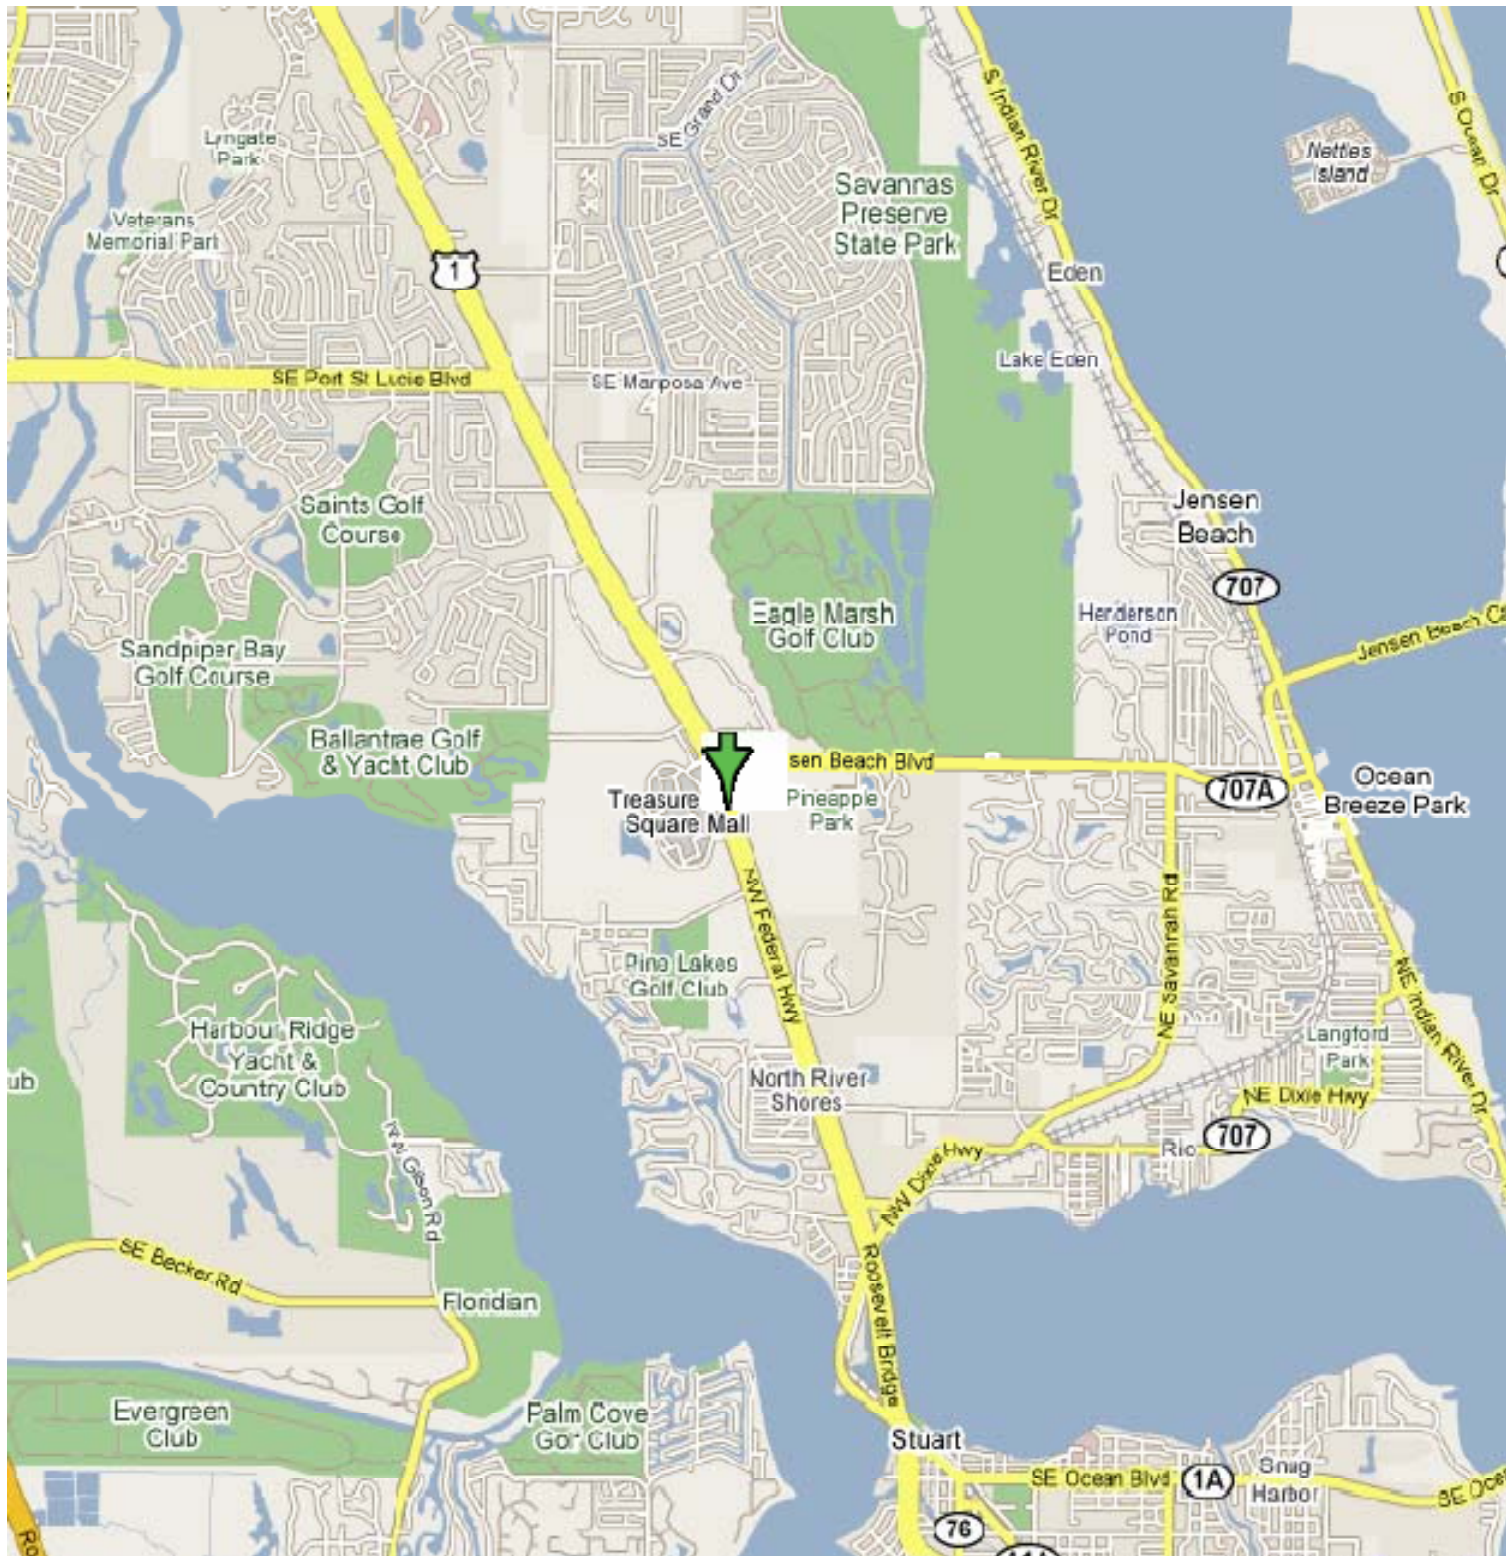 SE Grand Dr
S Indian River Dr
S Ocean Dr
Lyngate
Park
Nettles
Island
Savannas
Preserve
State Park
Veterans
Memorial Park
1
Eden
Lake Eden
SE Port St Lucie Blvd
SE Mariposa Ave
Saints Golf
Course
Jensen
Beach
707
Eagle Marsh
Golf Club
Henderson
Pond
Jensen Beach Ca
Sandpiper Bay
Golf Course
Ballantrae Golf
& Yacht Club
sen Beach Blvd
707A
Ocean
Breeze Park
Treasure
Square Mall
Pineapple
Park
NW Federal Hwy
NE Savannah Rd
Pine Lakes
Golf Club
NE Indian River Dr
Harbour Ridge
Yacht &
Country Club
Langford
Park
ub
North River
Shores
NE Dixie Hwy
707
Rio
NW Dixie Hwy
NW Gilson Rd
SE Becker Rd
Roosevelt Bridge
Floridian
Evergreen
Club
Palm Cove
Golf Club
Stuart
SE Ocean Blvd
1A
Snug
Harbor
SE Oce
76
Ro